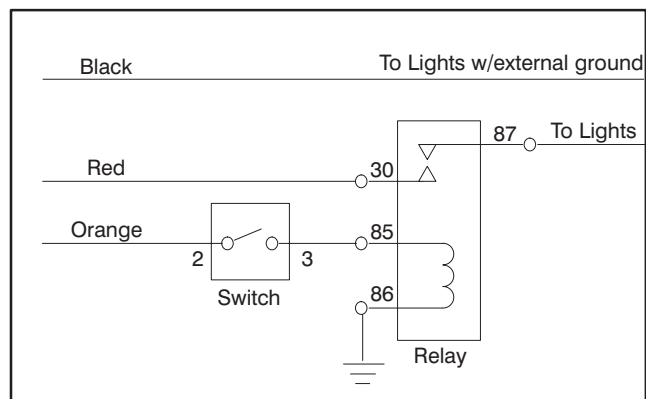 Black
To Lights w/external ground
87
To Lights
Red
30
Orange
85
2
3
Switch
86
Relay